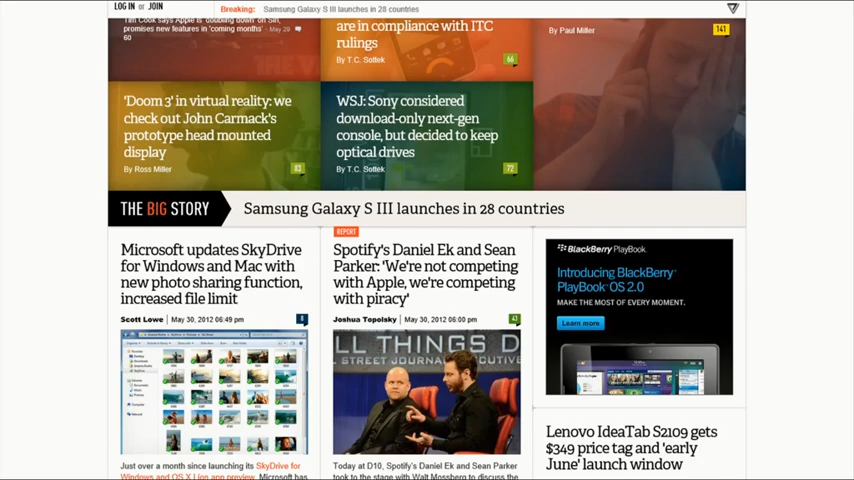 LOG IN or JOIN
Breaking: Samsung Galaxy S III launches in 28 countries
Tim Cook says Apple is 'doubling down' on Siri,
promises new features in 'coming months' - May 29
60
are in compliance with ITC
rulings
By T.C. Sottek
66
By Paul Miller
141
'Doom 3' in virtual reality: we
check out John Carmack's
prototype head mounted
display
By Ross Miller
83
WSJ: Sony considered
download-only next-gen
console, but decided to keep
optical drives
By T.C. Sottek
72
THE BIG STORY
Samsung Galaxy S III launches in 28 countries
Microsoft updates SkyDrive
for Windows and Mac with
new photo sharing function,
increased file limit
Scott Lowe | May 30, 2012 06:49 pm
8
Just over a month since launching its SkyDrive for
Windows and OS X Lion app preview, Microsoft has
REPORT
Spotify's Daniel Ek and Sean
Parker: 'We're not competing
with Apple, we're competing
with piracy'
Joshua Topolsky | May 30, 2012 06:00 pm
43
ALL THINGS D
STREET JOURNAL EXECUTIVE
Today at D10, Spotify's Daniel Ek and Sean Parker
took to the stage with Walt Mossberg to discuss the
BlackBerry PlayBook
Introducing BlackBerry
PlayBook OS 2.0
MAKE THE MOST OF EVERY MOMENT.
Learn more
Lenovo IdeaTab S2109 gets
$349 price tag and 'early
June' launch window